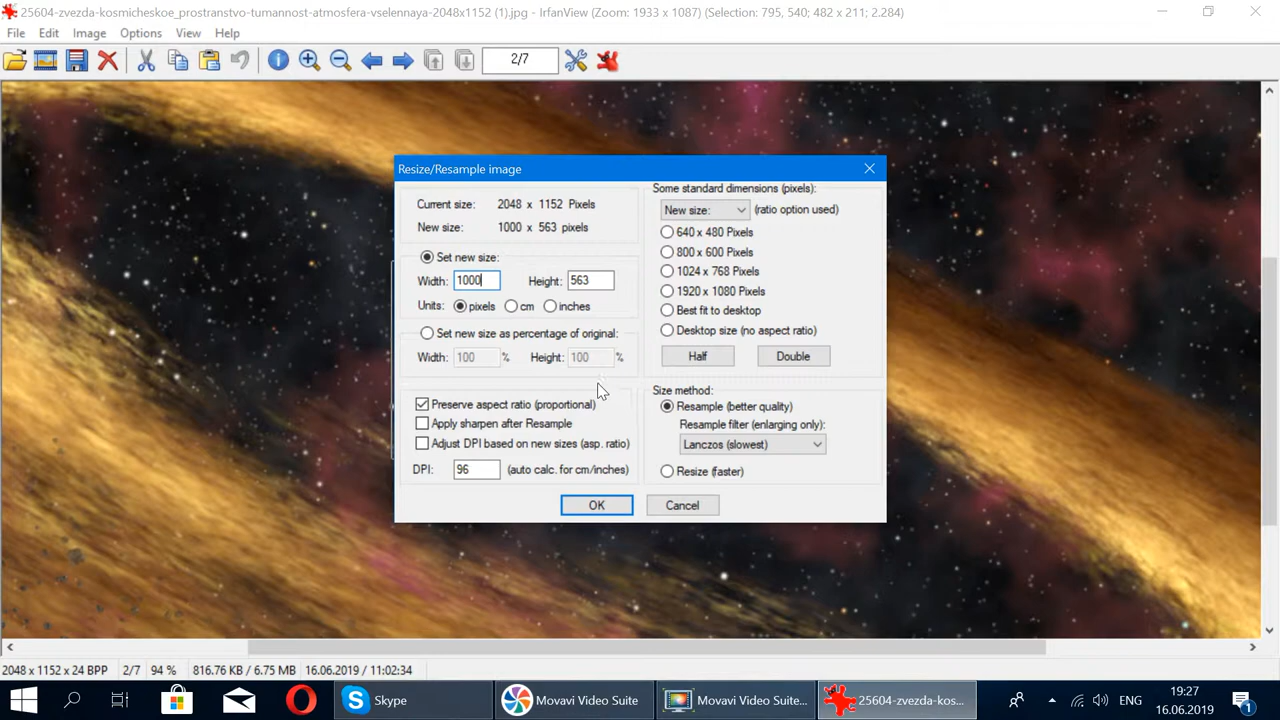 25604-zvezda-kosmicheskoe_prostranstvo-tumannost-atmosfera-vselennaya-2048x1152 (1).jpg - IrfanView (Zoom: 1933 x 1087) (Selection: 795, 540; 482 x 211; 2.284)
File Edit Image Options View Help
2/7
Resize/Resample image
Current size: 2048 x 1152 Pixels
New size: 1000 x 563 pixels
Set new size:
Width: 1000 Height: 563
Units: pixels cm inches
Set new size as percentage of original:
Width: 100 % Height: 100 %
Preserve aspect ratio (proportional)
Apply sharpen after Resample
Adjust DPI based on new sizes (asp. ratio)
DPI: 96 (auto calc. for cm/inches)
Some standard dimensions (pixels):
New size: (ratio option used)
640 x 480 Pixels
800 x 600 Pixels
1024 x 768 Pixels
1920 x 1080 Pixels
Best fit to desktop
Desktop size (no aspect ratio)
Half Double
Size method:
Resample (better quality)
Resample filter (enlarging only):
Lanczos (slowest)
Resize (faster)
OK Cancel
2048 x 1152 x 24 BPP 2/7 94 % 816.76 KB / 6.75 MB 16.06.2019 / 11:02:34
Skype Movavi Video Suite Movavi Video Suite... 25604-zvezda-kos... ENG
19:27
16.06.2019
1